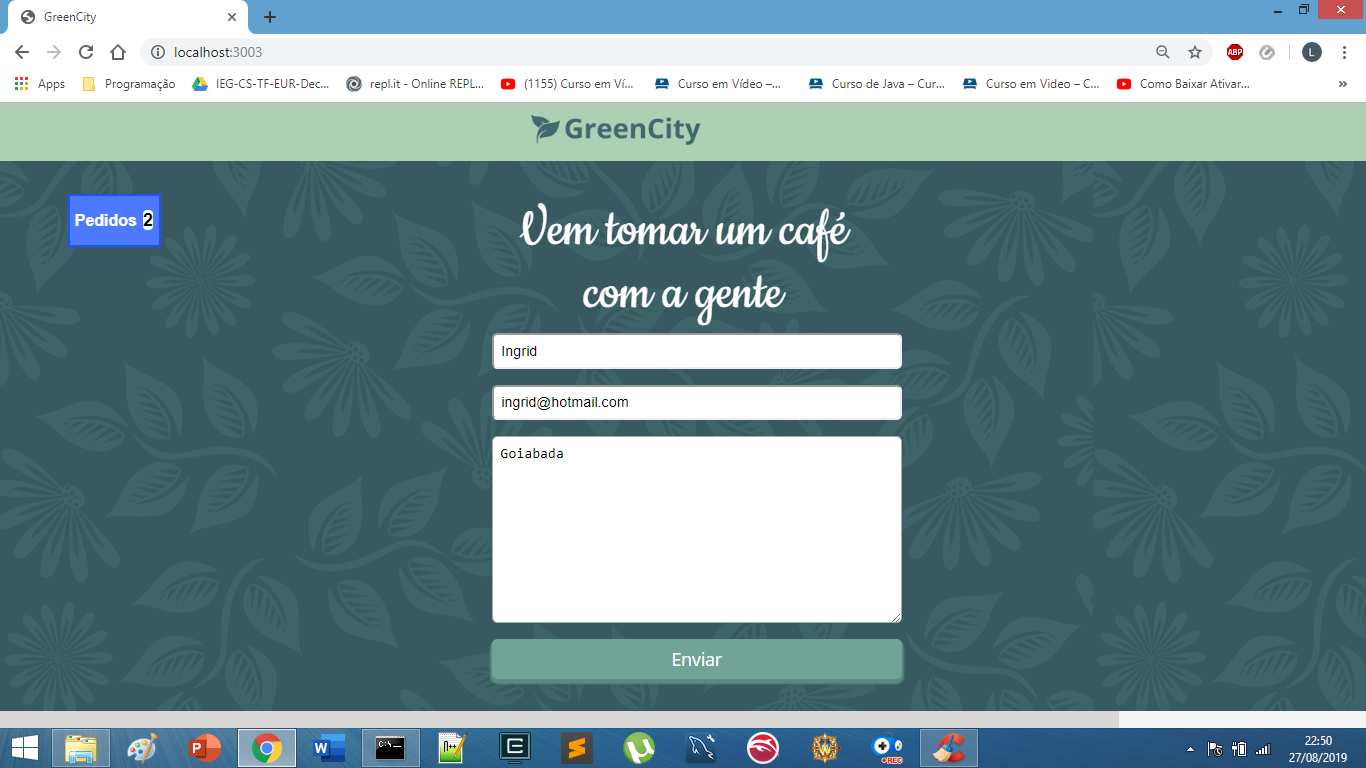 GreenCity
localhost:3003
ABP
L
Apps
Programação
IEG-CS-TF-EUR-Dec...
repl.it - Online REPL...
(1155) Curso em Ví...
Curso em Vídeo –...
Curso de Java – Cur...
Curso em Vídeo – C...
Como Baixar Ativar...
»
GreenCity
Pedidos 2
Vem tomar um café
com a gente
Ingrid
ingrid@hotmail.com
Goiabada
Enviar
REC
22:50
27/08/2019